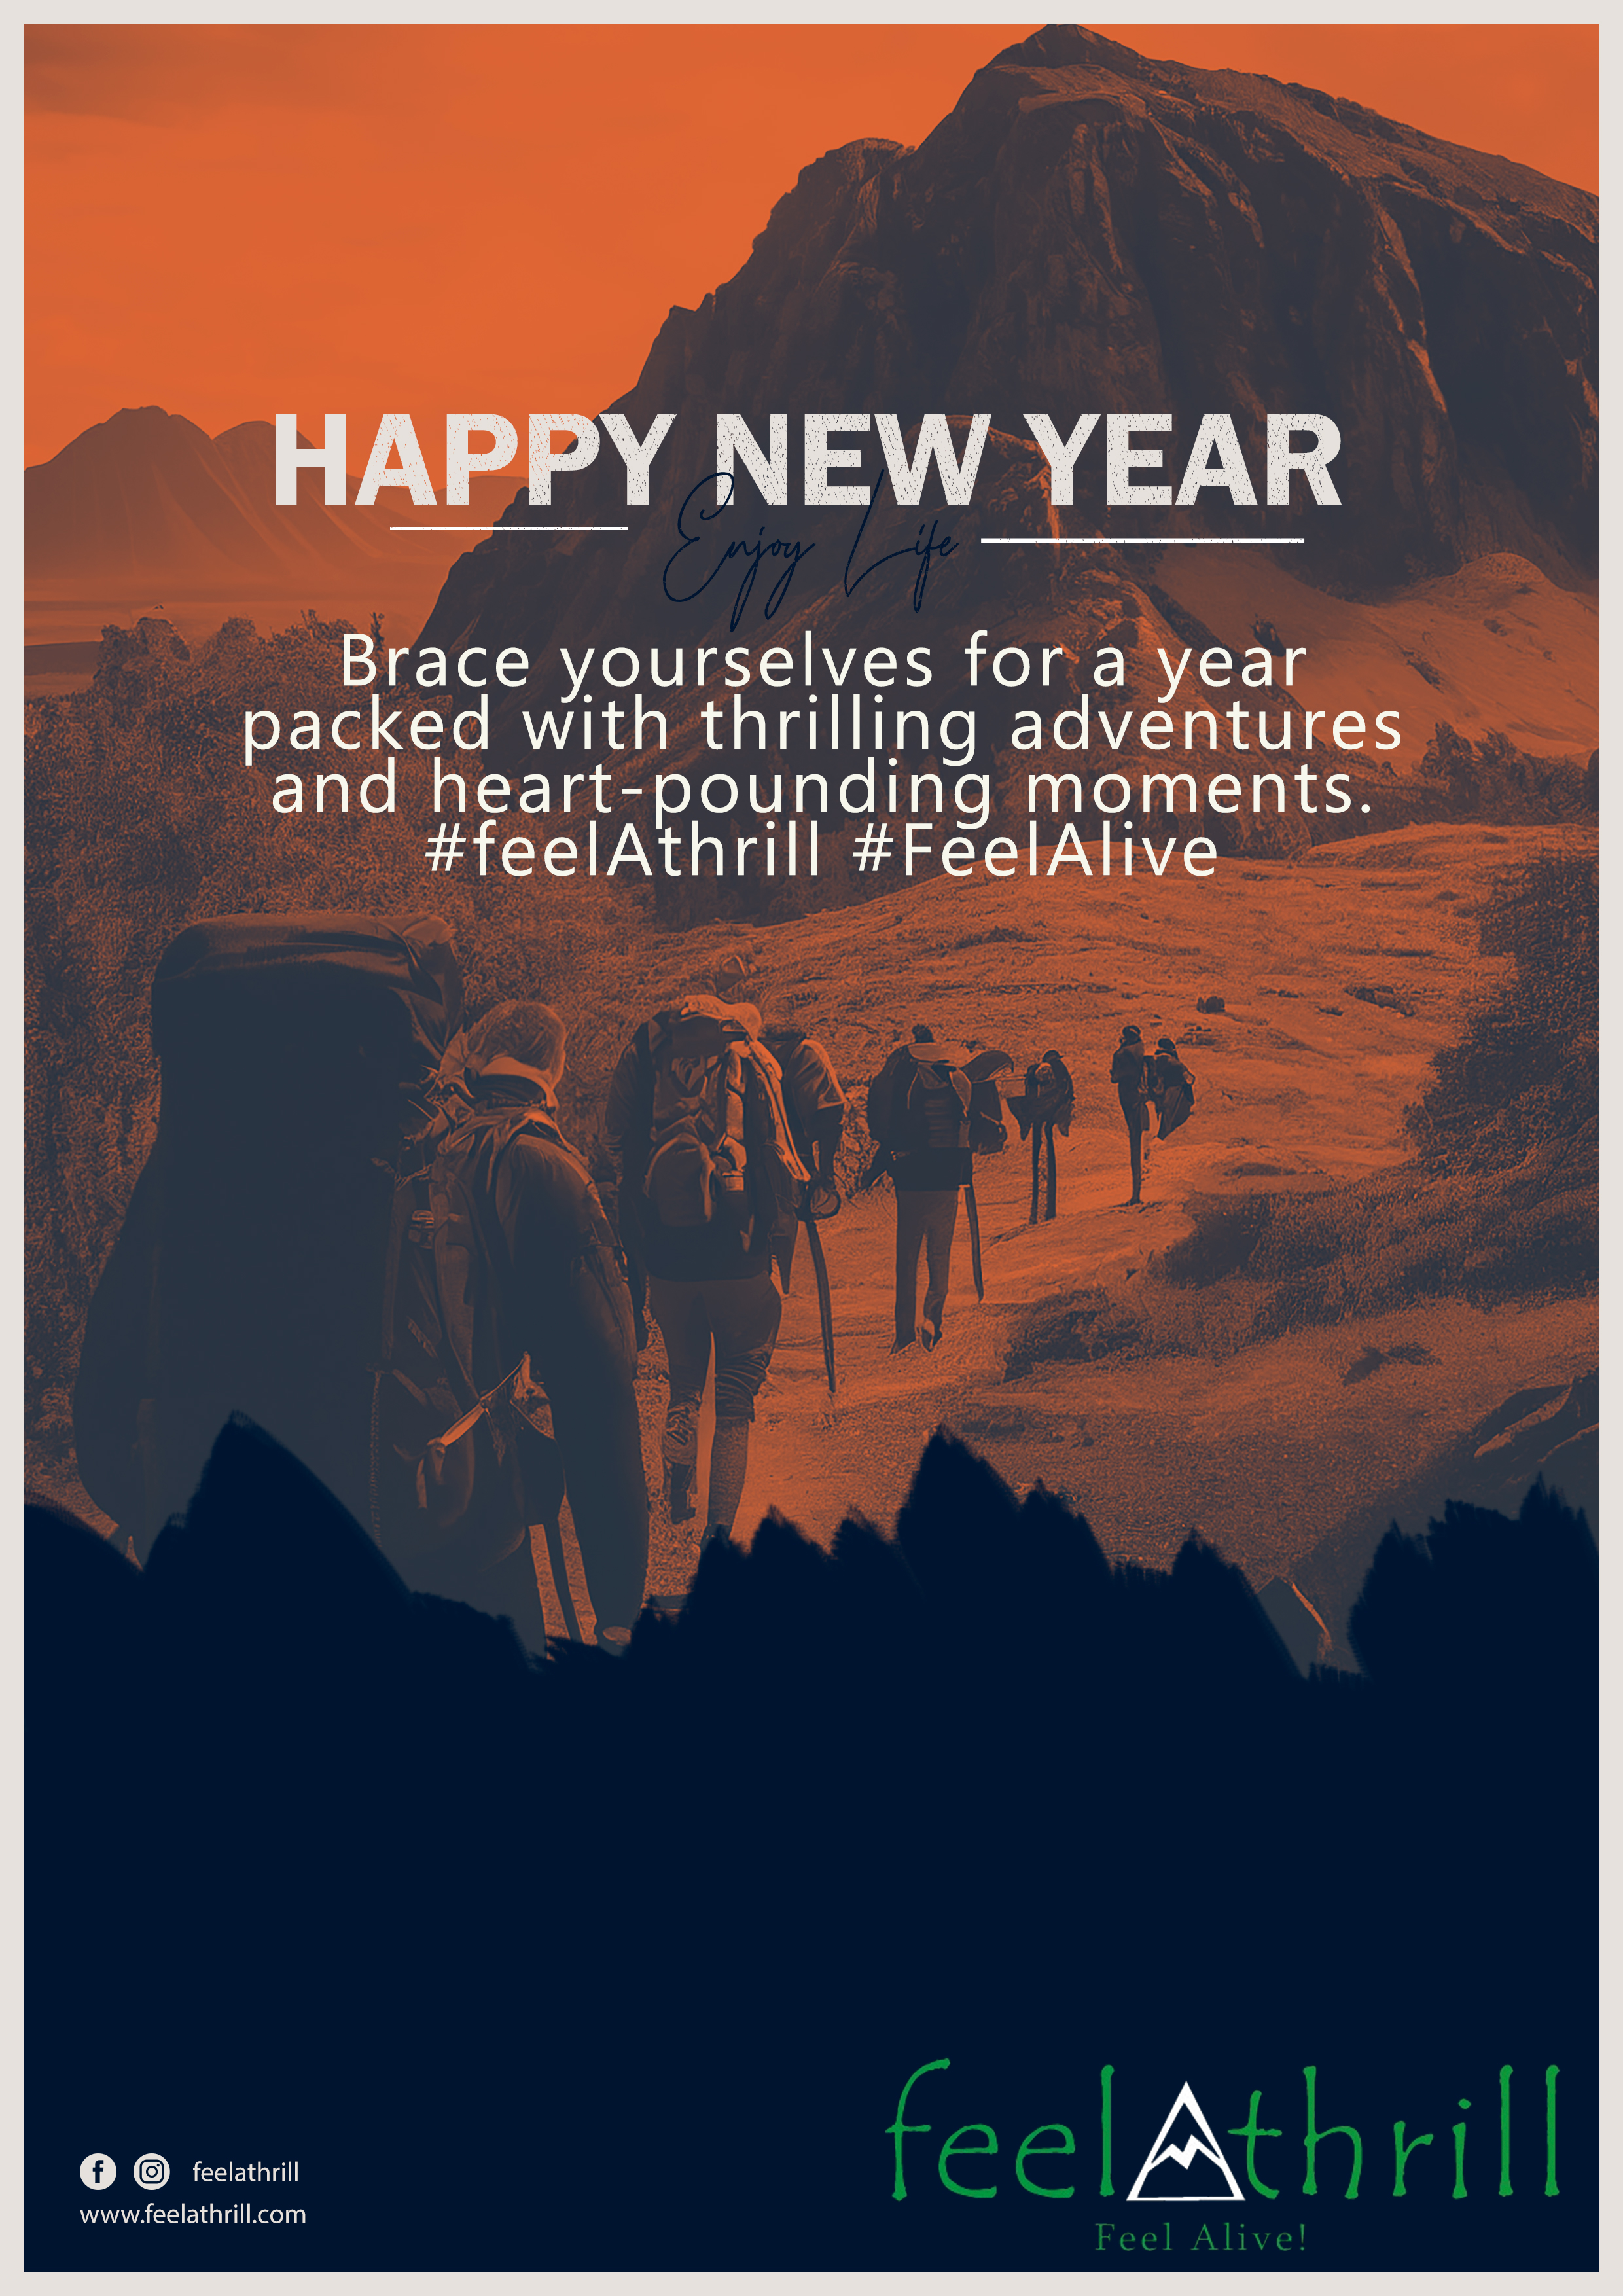 HAPPY NEW YEAR
Enjoy Life
Brace yourselves for a year
packed with thrilling adventures
and heart-pounding moments.
#feelAthrill #FeelAlive
feelAthrill
Feel Alive!
feelathrill
www.feelathrill.com